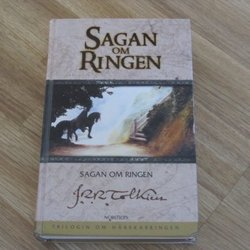 SAGAN
OM
RINGEN
SAGAN OM RINGEN
J.R.R. Tolkien
NORSTEDTS
TRILOGIN OM HÄRSKARRINGEN